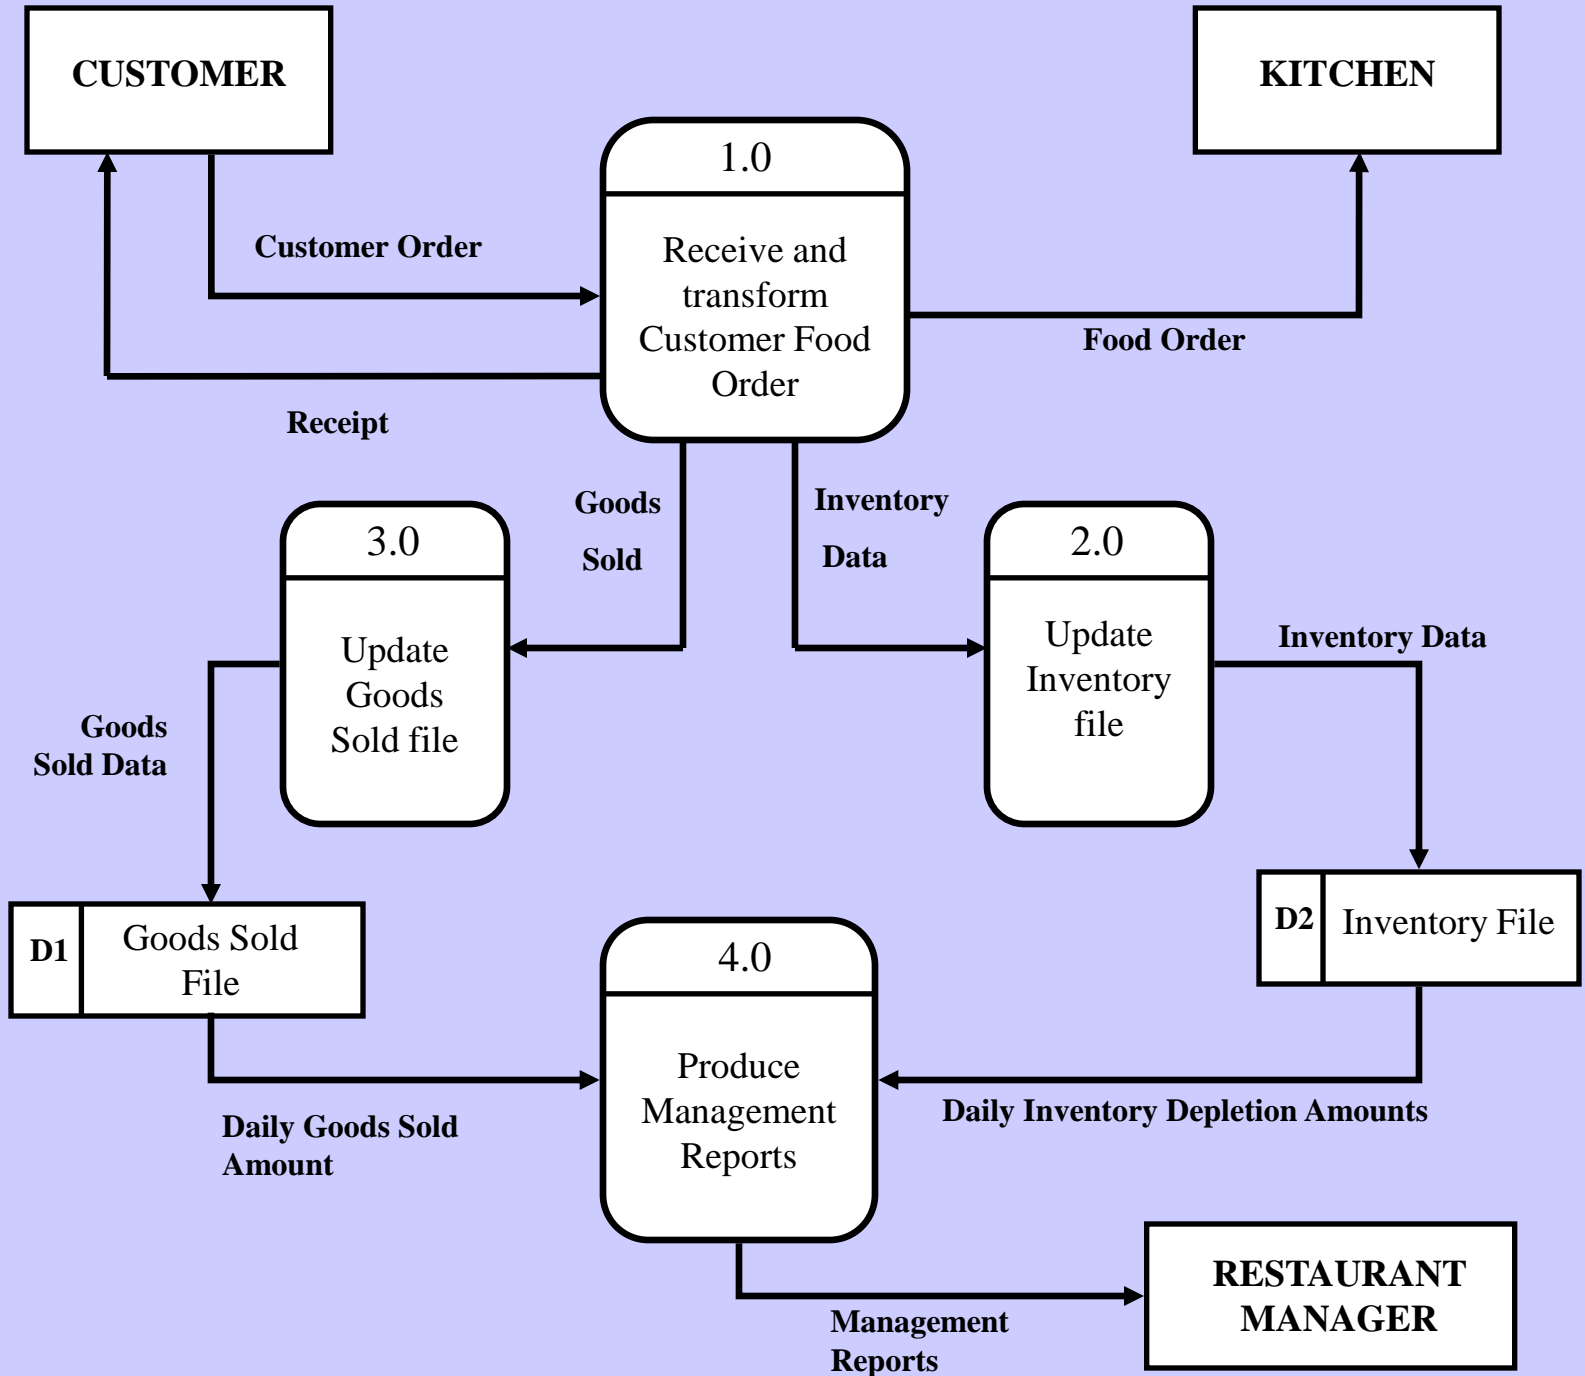 CUSTOMER
KITCHEN
1.0
Receive and
transform
Customer Food
Order
Customer Order
Food Order
Receipt
Goods
Sold
Inventory
Data
3.0
Update
Goods
Sold file
2.0
Update
Inventory
file
Inventory Data
Goods
Sold Data
D1
Goods Sold
File
4.0
Produce
Management
Reports
D2
Inventory File
Daily Goods Sold
Amount
Daily Inventory Depletion Amounts
Management
Reports
RESTAURANT
MANAGER